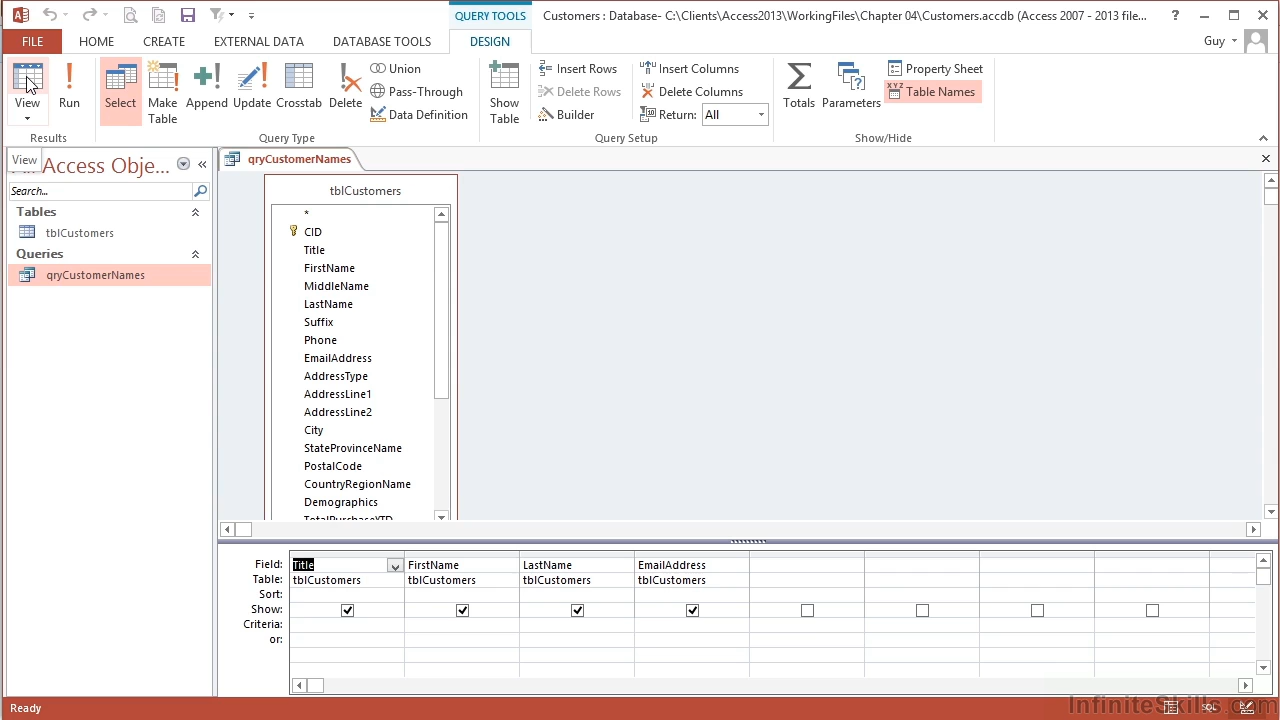 QUERY TOOLS
Customers : Database- C:\Clients\Access2013\WorkingFiles\Chapter 04\Customers.accdb (Access 2007 - 2013 file...
?
FILE
HOME
CREATE
EXTERNAL DATA
DATABASE TOOLS
DESIGN
Guy
View
Run
Select
Make
Table
Append
Update
Crosstab
Delete
Union
Pass-Through
Data Definition
Show
Table
Insert Rows
Delete Rows
Builder
Insert Columns
Delete Columns
Return: All
Totals
Parameters
Property Sheet
Table Names
Results
Query Type
Query Setup
Show/Hide
View
Access Obje...
Search...
Tables
tblCustomers
Queries
qryCustomerNames
qryCustomerNames
tblCustomers
*
CID
Title
FirstName
MiddleName
LastName
Suffix
Phone
EmailAddress
AddressType
AddressLine1
AddressLine2
City
StateProvinceName
PostalCode
CountryRegionName
Demographics
TotalPurchaseYTD
Field: Title FirstName LastName EmailAddress
Table: tblCustomers tblCustomers tblCustomers tblCustomers
Sort:
Show:
Criteria:
or:
Ready
SQL
InfiniteSkills.com